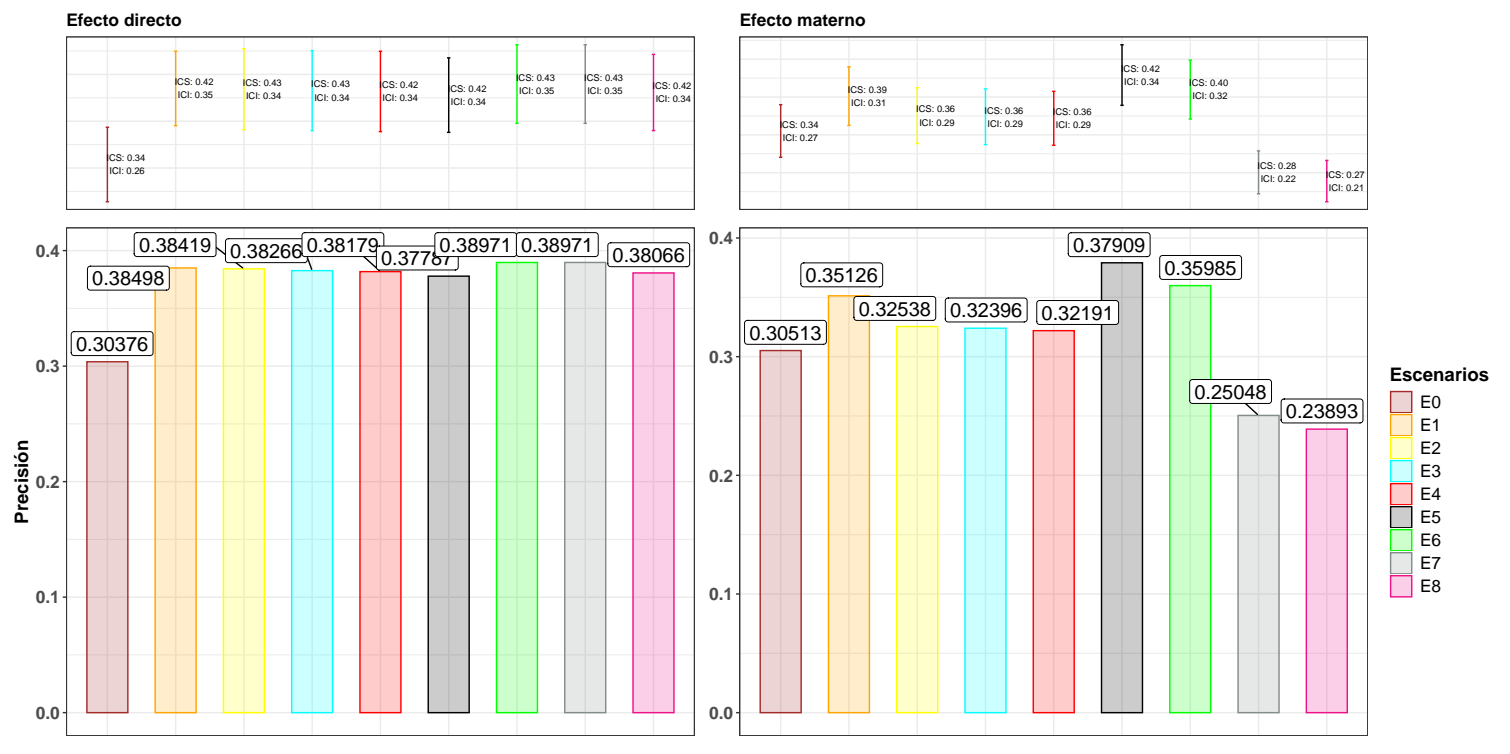 Efecto directo
ICS: 0.34
ICI: 0.26
ICS: 0.42
ICI: 0.35
ICS: 0.43
ICI: 0.34
ICS: 0.43
ICI: 0.34
ICS: 0.42
ICI: 0.34
ICS: 0.42
ICI: 0.34
ICS: 0.43
ICI: 0.35
ICS: 0.43
ICI: 0.35
ICS: 0.42
ICI: 0.34
Efecto materno
ICS: 0.34
ICI: 0.27
ICS: 0.39
ICI: 0.31
ICS: 0.36
ICI: 0.29
ICS: 0.36
ICI: 0.29
ICS: 0.36
ICI: 0.29
ICS: 0.42
ICI: 0.34
ICS: 0.40
ICI: 0.32
ICS: 0.28
ICI: 0.22
ICS: 0.27
ICI: 0.21
Precisión
0.4
0.3
0.2
0.1
0.0
0.30376
0.38498
0.38419
0.38266
0.38179
0.37787
0.38971
0.38971
0.38066
0.4
0.3
0.2
0.1
0.0
0.30513
0.35126
0.32538
0.32396
0.32191
0.37909
0.35985
0.25048
0.23893
Escenarios
E0
E1
E2
E3
E4
E5
E6
E7
E8